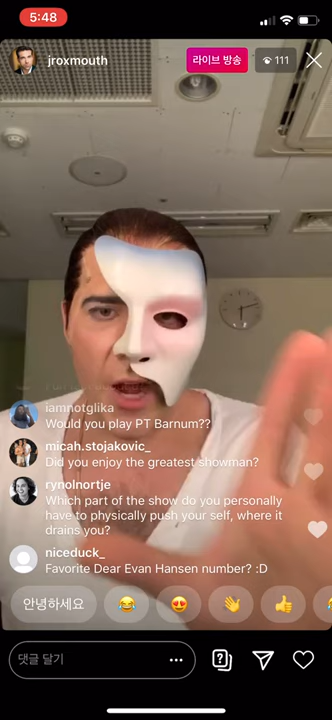 5:48
jroxmouth
라이브 방송
111
iamnotglika
Would you play PT Barnum??
micah.stojakovic_
Did you enjoy the greatest showman?
rynolnortje
Which part of the show do you personally
have to physically push your self, where it
drains you?
niceduck_
Favorite Dear Evan Hansen number? :D
안녕하세요
댓글 달기